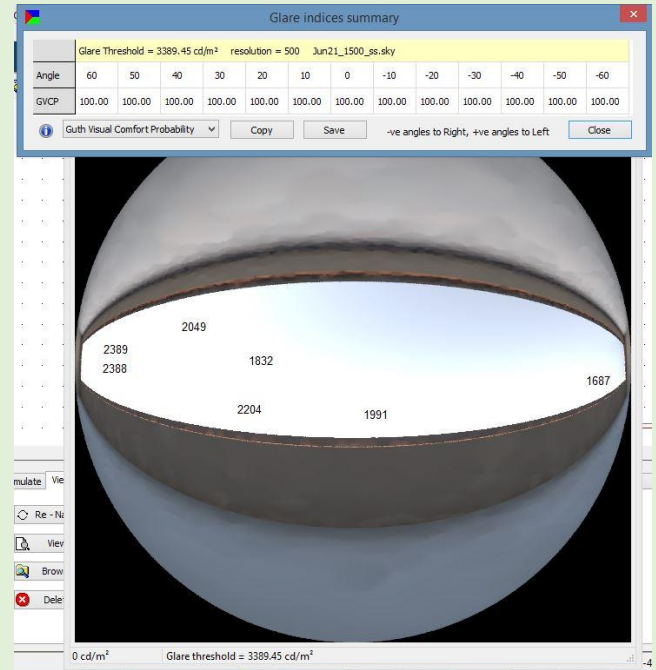 Glare indices summary
Glare Threshold = 3389.45 cd/m² resolution = 500 Jun21_1500_ss.sky
Angle 60 50 40 30 20 10 0 -10 -20 -30 -40 -50 -60
GVCP 100.00 100.00 100.00 100.00 100.00 100.00 100.00 100.00 100.00 100.00 100.00 100.00 100.00
Guth Visual Comfort Probability Copy Save -ve angles to Right, +ve angles to Left Close
2049
2389
2388
1832
1687
2204
1991
mulate Vie
Re - Na
View
Brow
Dele
0 cd/m² Glare threshold = 3389.45 cd/m²
-4